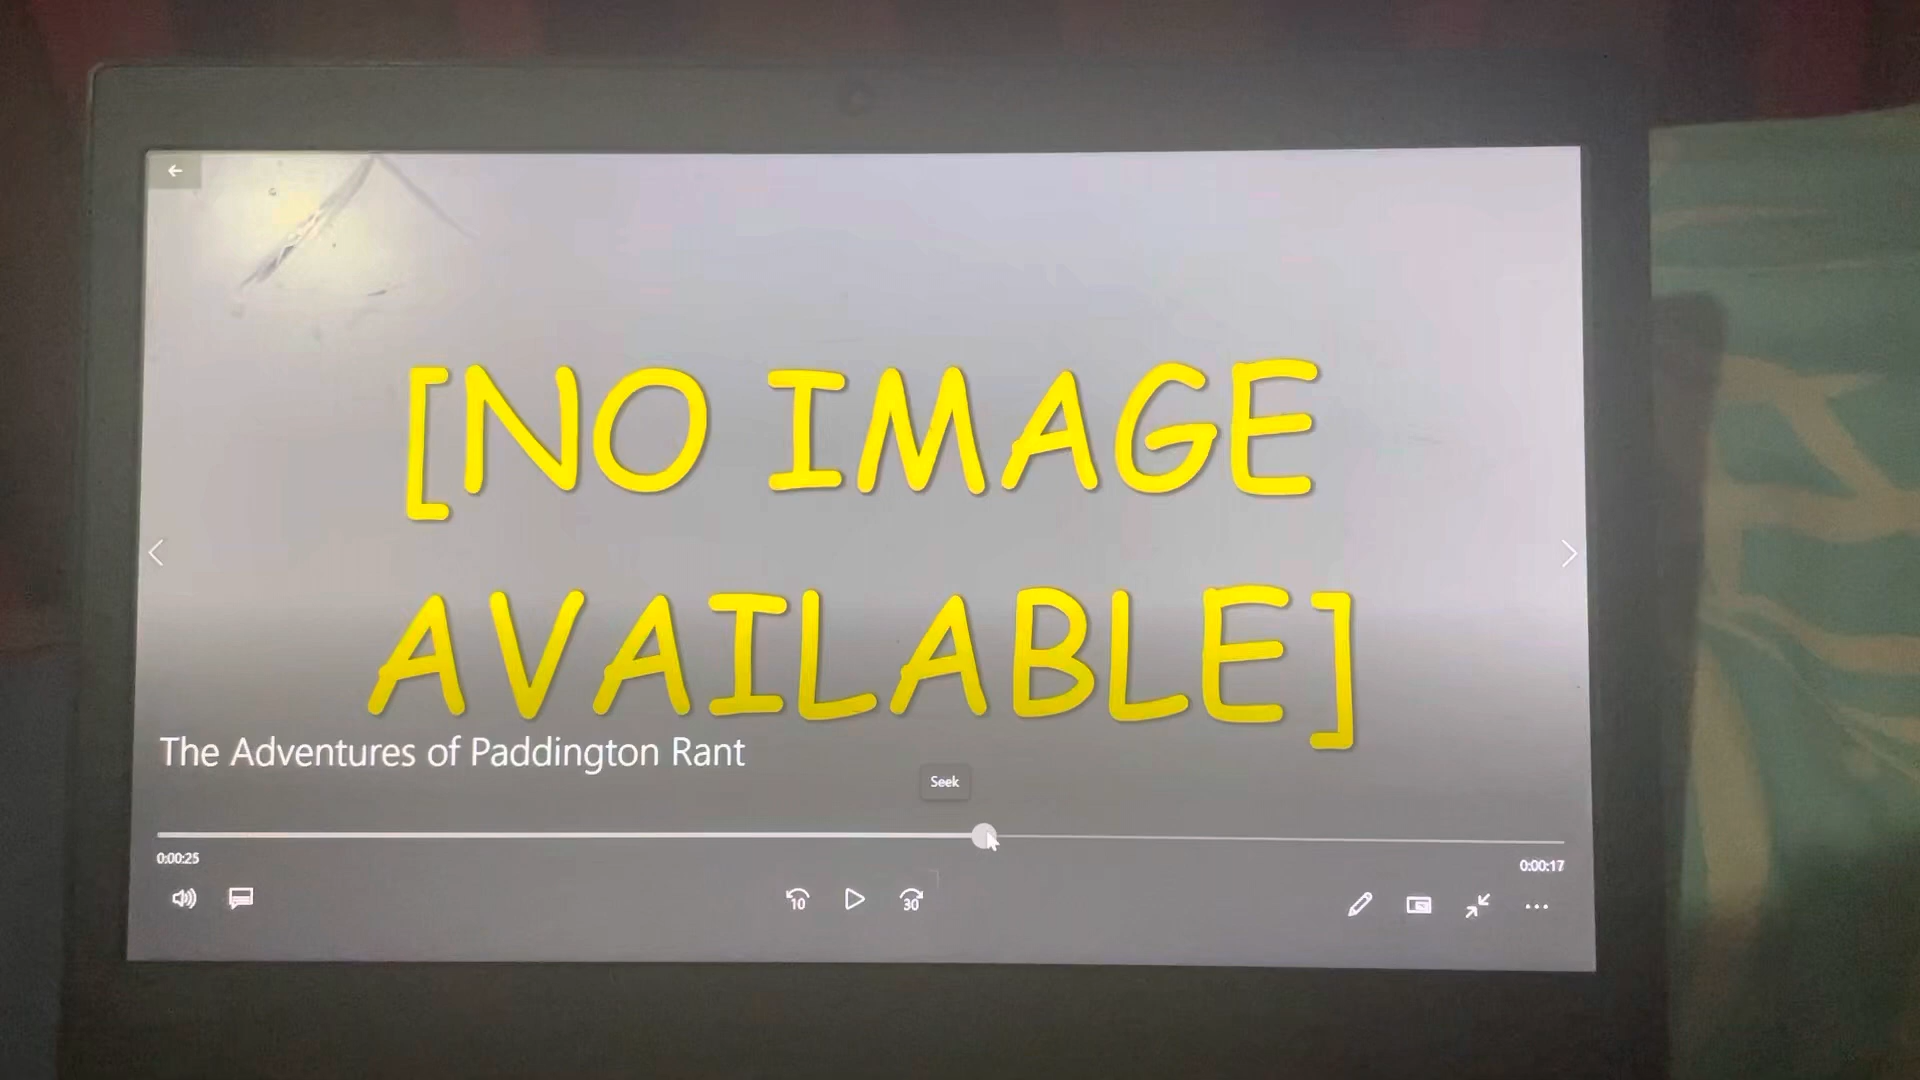 [NO IMAGE
AVAILABLE]
The Adventures of Paddington Rant
Seek
0:00:25
0:00:17
10
30